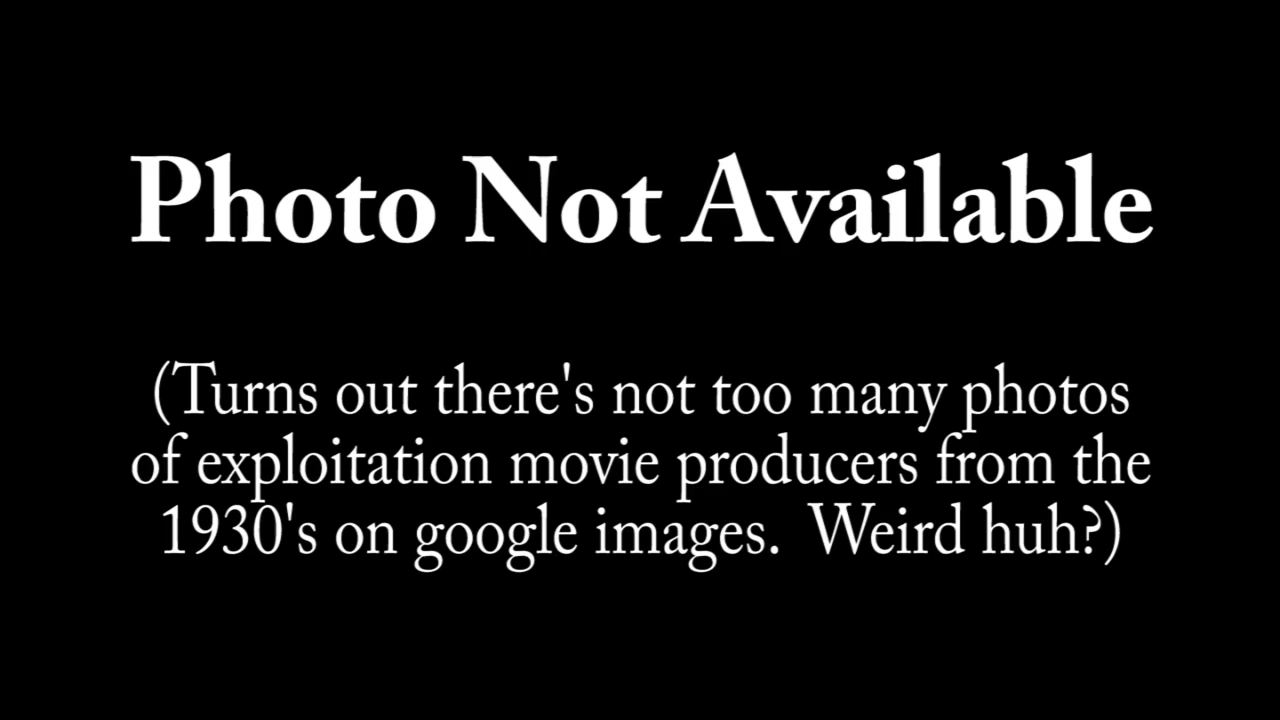 Photo Not Available
(Turns out there's not too many photos
of exploitation movie producers from the
1930's on google images.  Weird huh?)